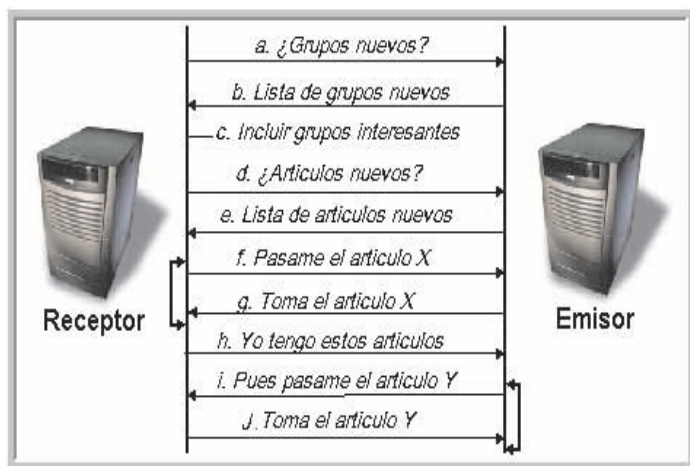 a. ¿Grupos nuevos?
b. Lista de grupos nuevos
c. Incluir grupos interesantes
d. ¿Articulos nuevos?
e. Lista de articulos nuevos
f. Pasame el articulo X
g. Toma el articulo X
Receptor
Emisor
h. Yo tengo estos articulos
i. Pues pasame el articulo Y
J. Toma el articulo Y